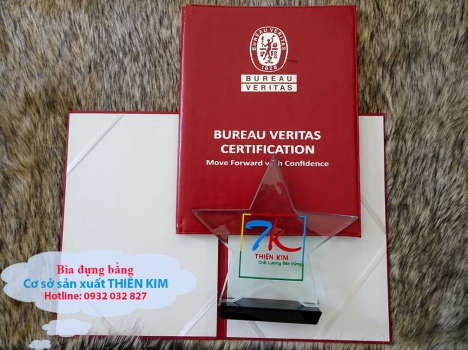 BUREAU VERITAS
1828
BUREAU
VERITAS
BUREAU VERITAS
CERTIFICATION
Move Forward with Confidence
7K
THIÊN KIM
Chất Lượng Bền Vững
Bìa đựng bằng
Cơ sở sản xuất THIÊN KIM
Hotline: 0932 032 827